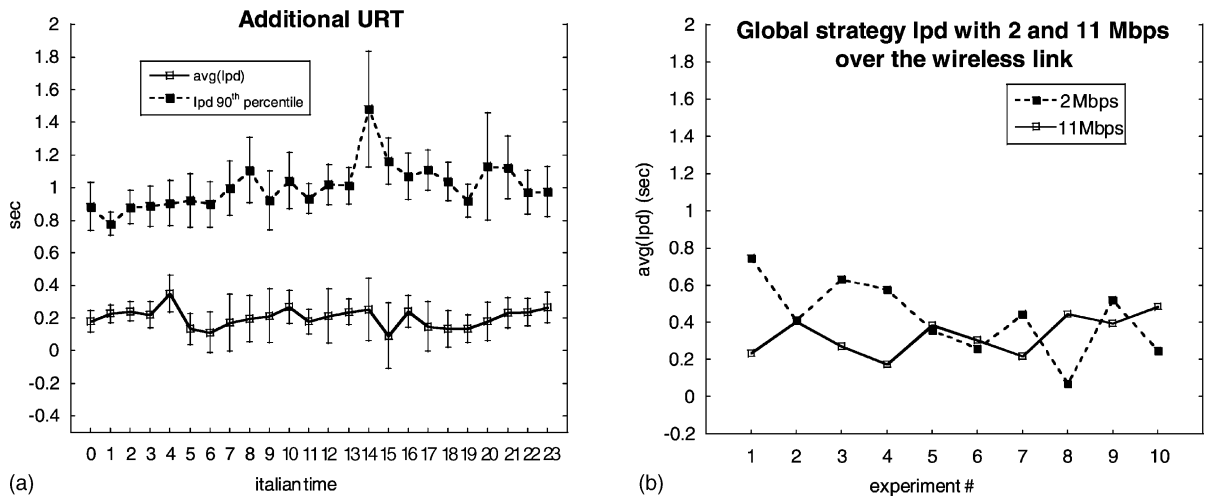 Additional URT
2
1.8
1.6
1.4
1.2
1
0.8
0.6
0.4
0.2
0
-0.2
-0.4
sec
avg(lpd)
lpd 90th percentile
0 1 2 3 4 5 6 7 8 9 10 11 12 13 14 15 16 17 18 19 20 21 22 23
italian time
(a)
Global strategy lpd with 2 and 11 Mbps
over the wireless link
2
1.8
1.6
1.4
1.2
1
0.8
0.6
0.4
0.2
0
-0.2
avg(lpd) (sec)
2Mbps
11Mbps
1 2 3 4 5 6 7 8 9 10
experiment #
(b)